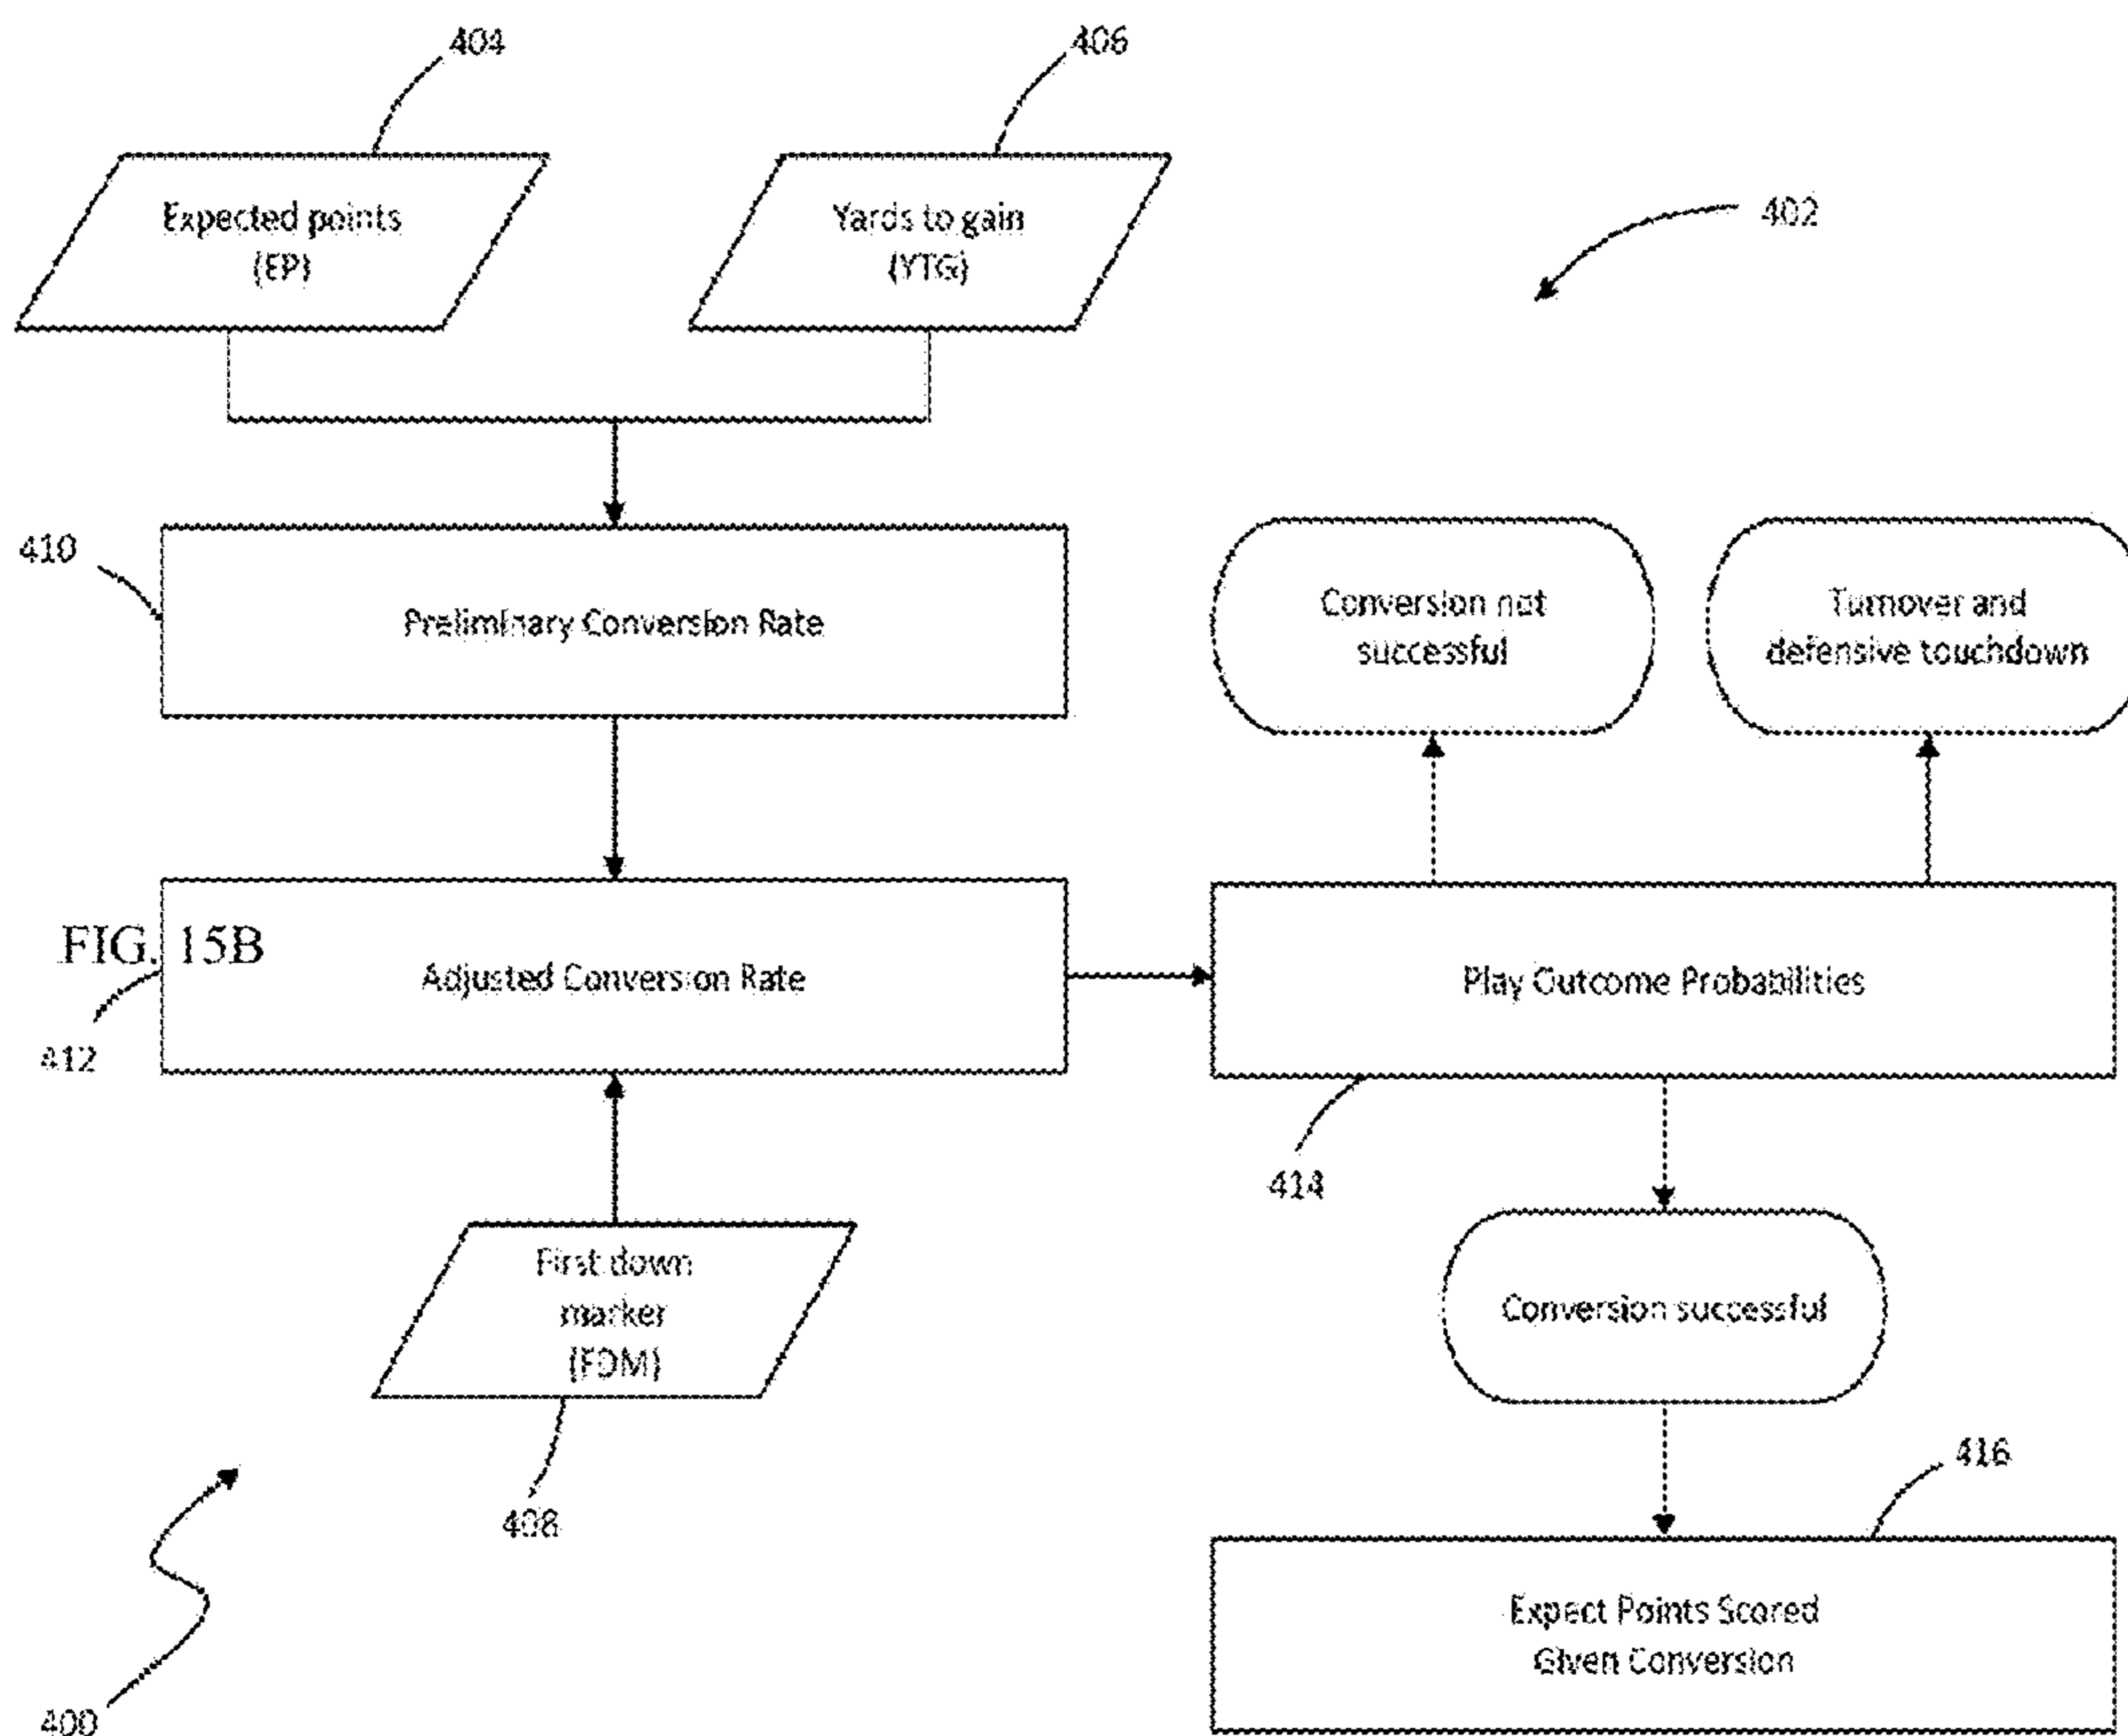 404
406
Expected points
(EP)
Yards to gain
(YTG)
402
410
Preliminary Conversion Rate
Conversion not
successful
Turnover and
defensive touchdown
FIG. 15B
Adjusted Conversion Rate
Play Outcome Probabilities
412
414
First down
marker
(FDM)
Conversion successful
408
416
Expect Points Scored
Given Conversion
400